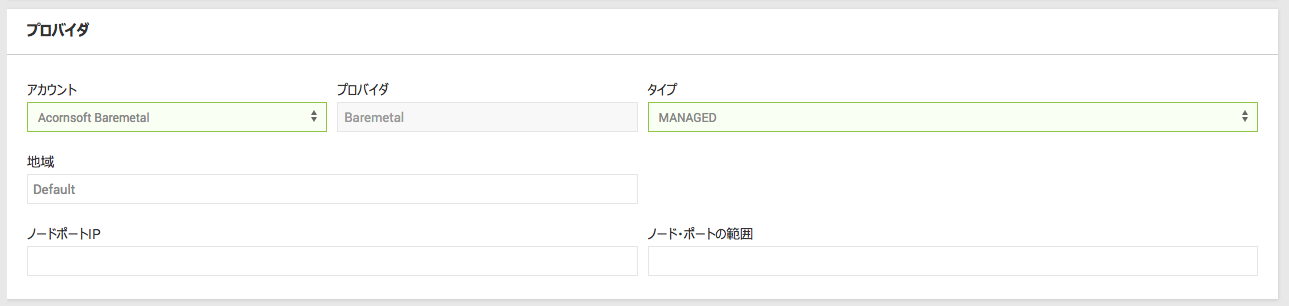 プロバイダ
アカウント プロバイダ タイプ
Acornsoft Baremetal Baremetal MANAGED
地域
Default
ノードポートIP ノード・ポートの範囲